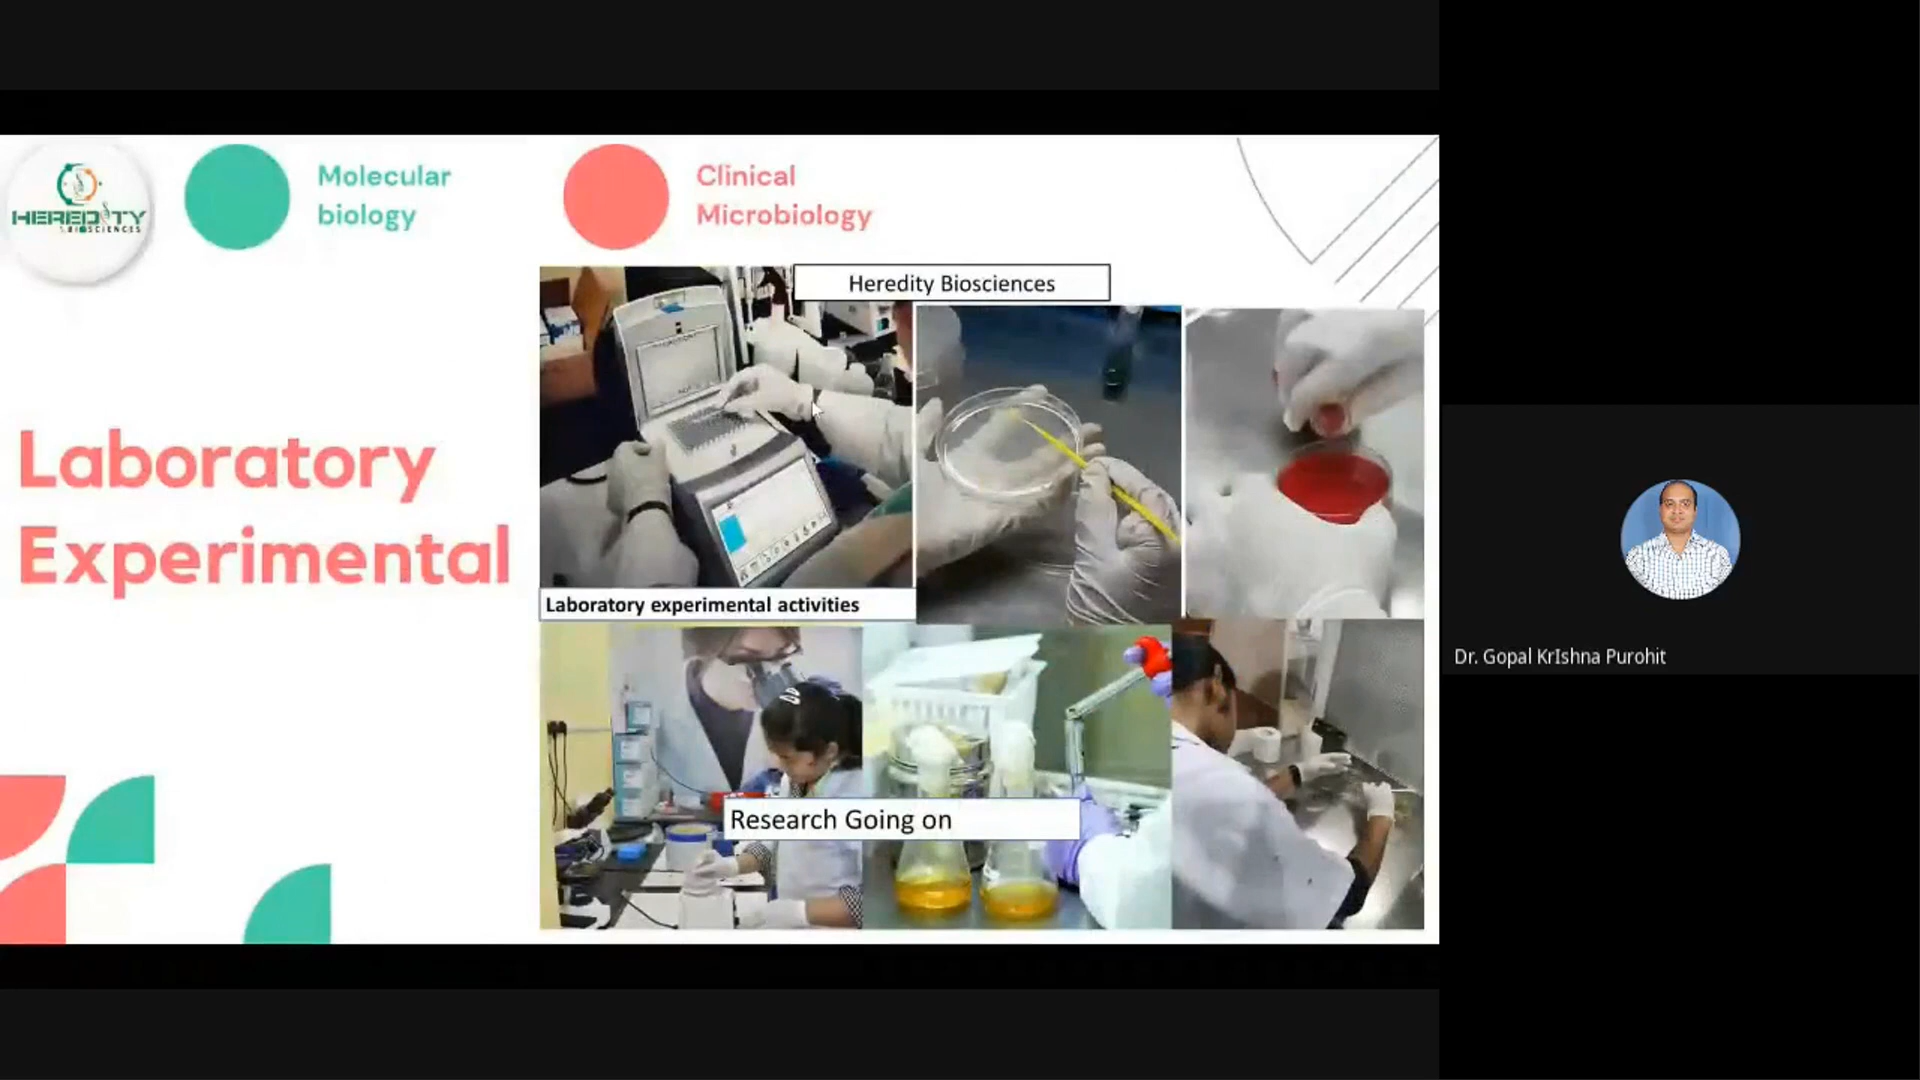 HEREDITY
BIOSCIENCES
Molecular
biology
Clinical
Microbiology
Heredity Biosciences
Laboratory
Experimental
Laboratory experimental activities
Research Going on
Dr. Gopal KrIshna Purohit